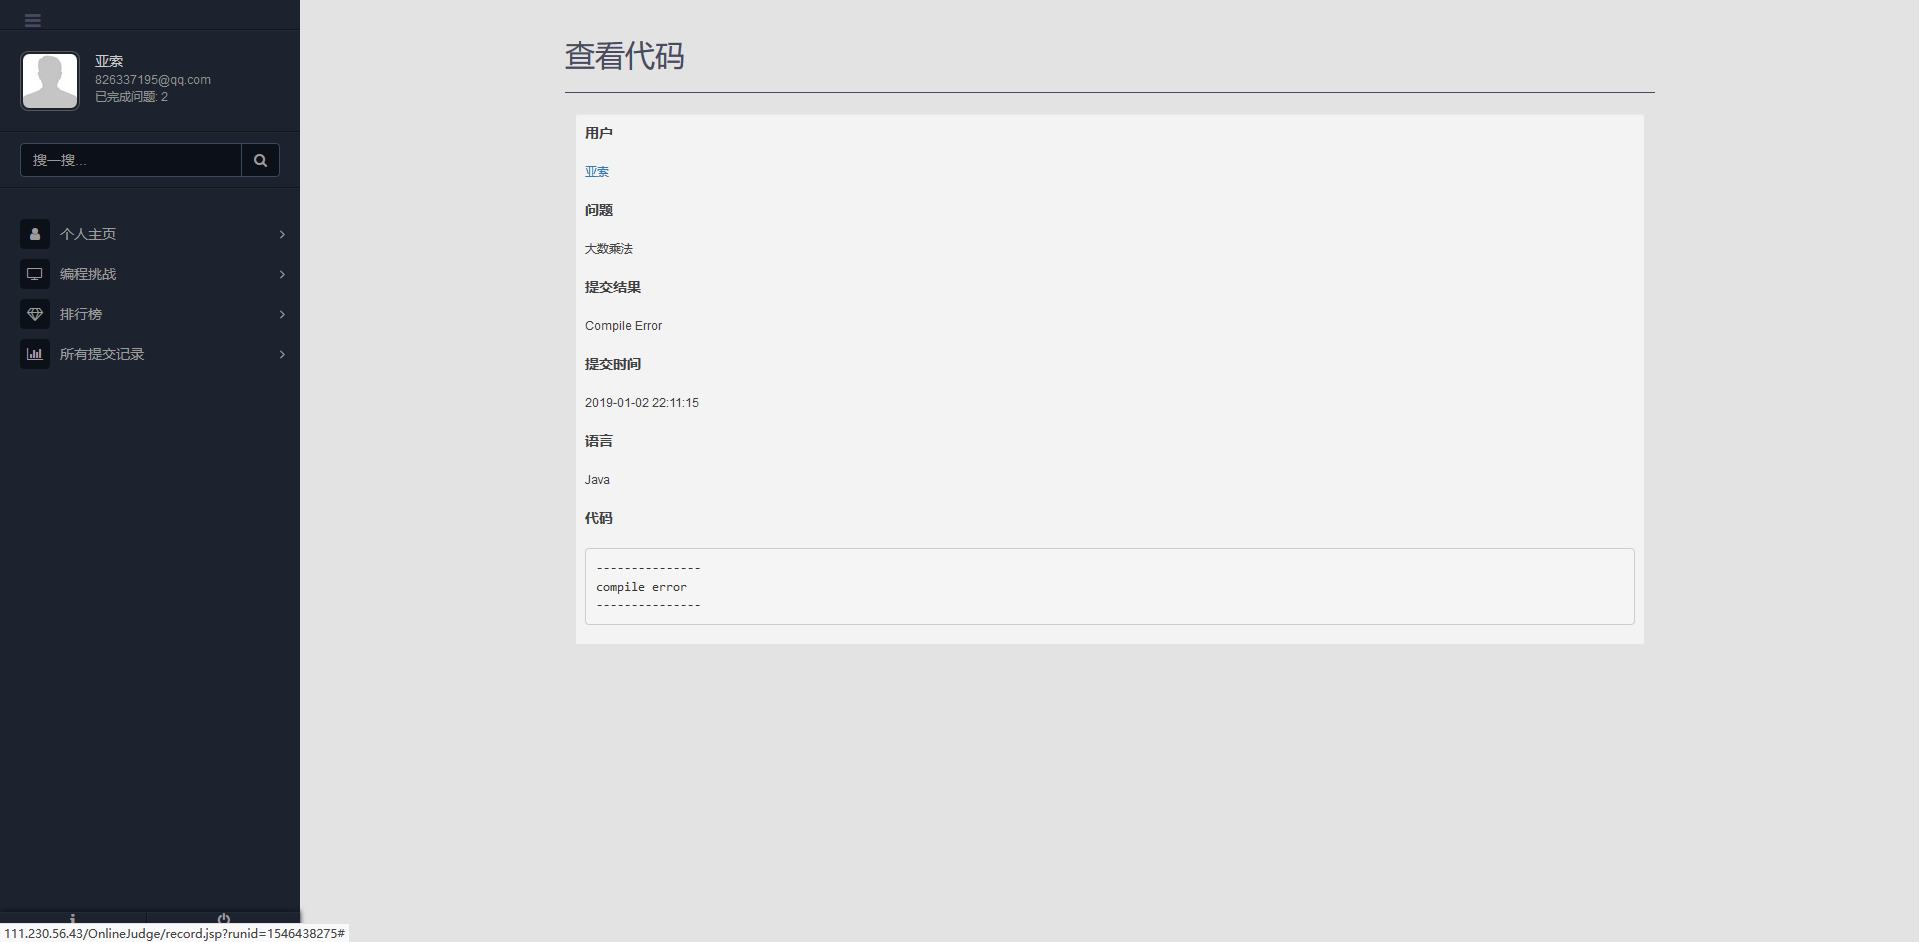 亚索
826337195@qq.com
已完成问题: 2
搜一搜...
个人主页
编程挑战
排行榜
所有提交记录
查看代码
用户
亚索
问题
大数乘法
提交结果
Compile Error
提交时间
2019-01-02 22:11:15
语言
Java
代码
---------------
compile error
---------------
111.230.56.43/OnlineJudge/record.jsp?runid=1546438275#